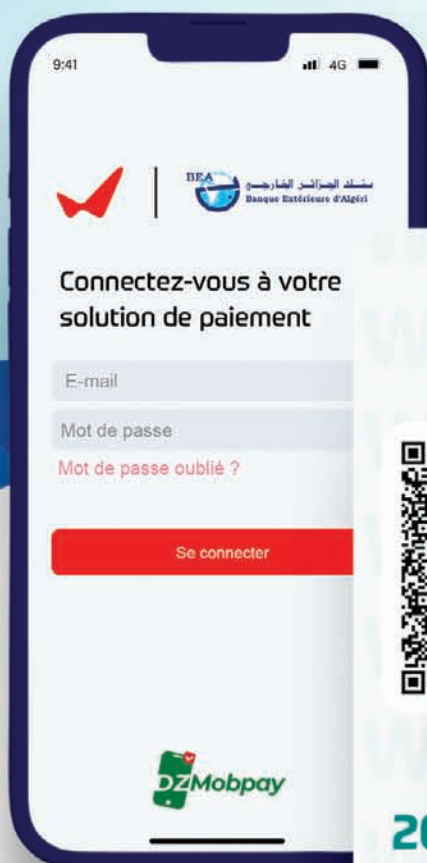 9:41
4G
BEA
بنك الجزائر الخارجي
Banque Extérieure d'Algéri
Connectez-vous à votre
solution de paiement
E-mail
Mot de passe
Mot de passe oublié ?
Se connecter
DZMobpay
20